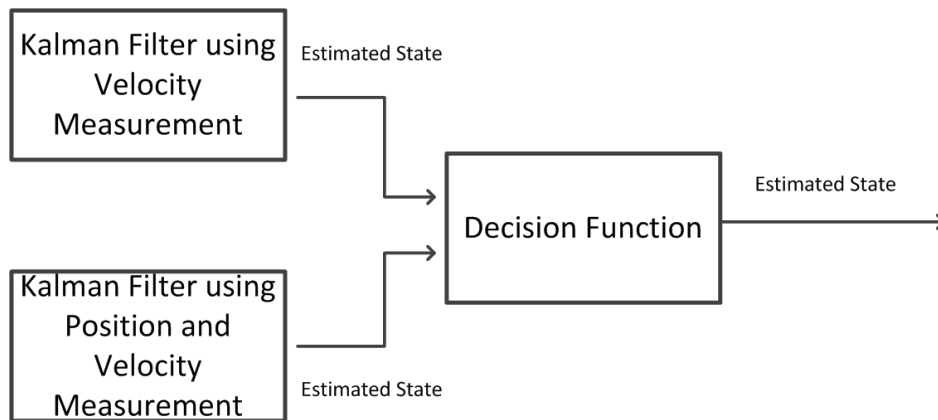 Kalman Filter using
Velocity
Measurement
Estimated State
Estimated State
Decision Function
Kalman Filter using
Position and
Velocity
Measurement
Estimated State